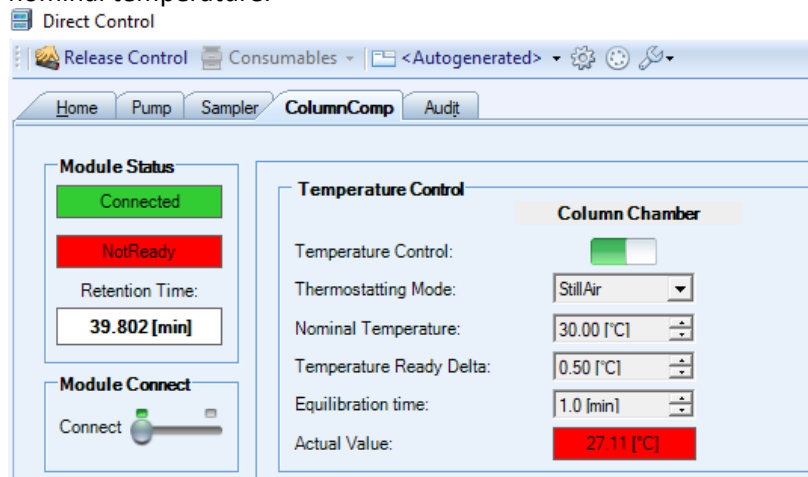 nominal temperature.
Direct Control
Release Control Consumables <Autogenerated>
Home Pump Sampler ColumnComp Audit
Module Status
Connected
NotReady
Retention Time:
39.802 [min]
Module Connect
Connect
Temperature Control
Column Chamber
Temperature Control:
Thermostatting Mode: StillAir
Nominal Temperature: 30.00 [°C]
Temperature Ready Delta: 0.50 [°C]
Equilibration time: 1.0 [min]
Actual Value: 27.11 [°C]